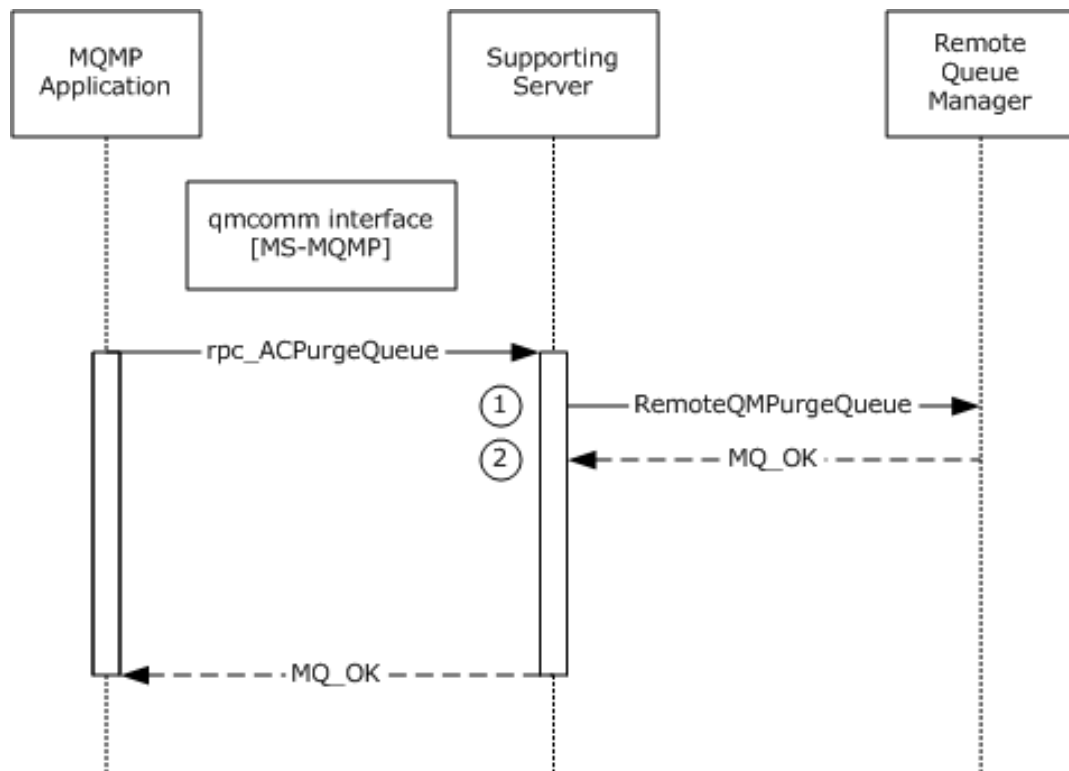 MQMP
Application
Supporting
Server
Remote
Queue
Manager
qmcomm interface
[MS-MQMP]
rpc_ACPurgeQueue
1
RemoteQMPurgeQueue
2
MQ_OK
MQ_OK